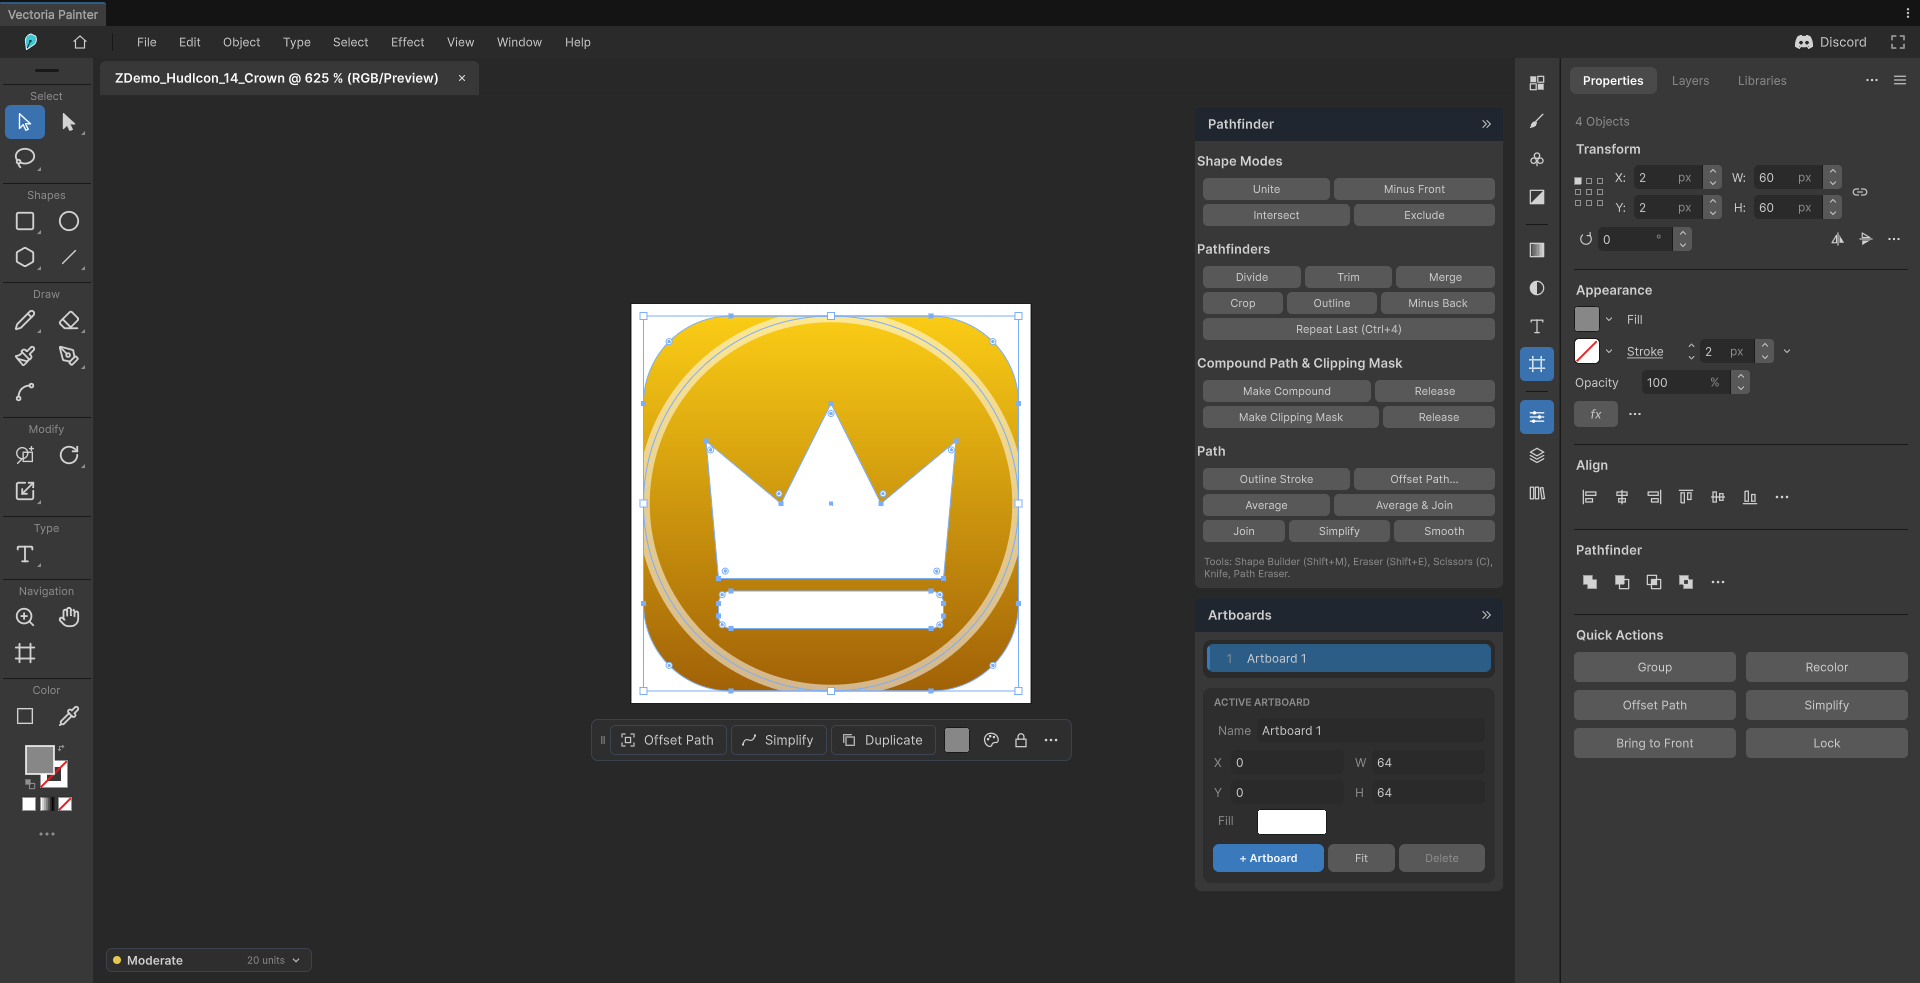 Vectoria Painter
File Edit Object Type Select Effect View Window Help
Discord
ZDemo_HudIcon_14_Crown @ 625 % (RGB/Preview) ×
Select
Shapes
Draw
Modify
Type
Navigation
Color
Offset Path Simplify Duplicate
Moderate 20 units
Pathfinder
Shape Modes
Unite Minus Front
Intersect Exclude
Pathfinders
Divide Trim Merge
Crop Outline Minus Back
Repeat Last (Ctrl+4)
Compound Path & Clipping Mask
Make Compound Release
Make Clipping Mask Release
Path
Outline Stroke Offset Path...
Average Average & Join
Join Simplify Smooth
Tools: Shape Builder (Shift+M), Eraser (Shift+E), Scissors (C),
Knife, Path Eraser.
Artboards
1 Artboard 1
ACTIVE ARTBOARD
Name Artboard 1
X 0 W 64
Y 0 H 64
Fill
+ Artboard Fit Delete
Properties Layers Libraries
4 Objects
Transform
X: 2 px W: 60 px
Y: 2 px H: 60 px
0 °
Appearance
Fill
Stroke 2 px
Opacity 100 %
fx
Align
Pathfinder
Quick Actions
Group Recolor
Offset Path Simplify
Bring to Front Lock